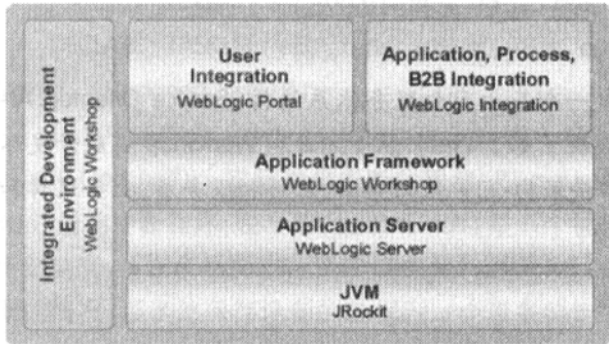 Integrated Development
Environment
WebLogic Workshop
User
Integration
WebLogic Portal
Application, Process,
B2B Integration
WebLogic Integration
Application Framework
WebLogic Workshop
Application Server
WebLogic Server
JVM
JRockit